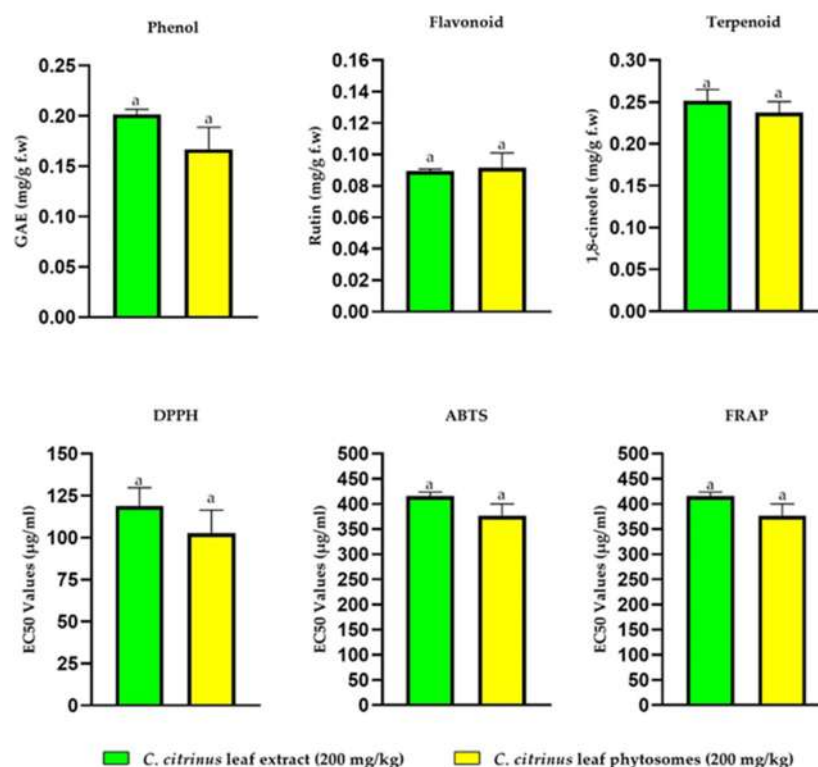 Phenol
Flavonoid
Terpenoid
GAE (mg/g f.w)
0.25
0.20
0.15
0.10
0.05
0.00
a
a
Rutin (mg/g f.w)
0.16
0.14
0.12
0.10
0.08
0.06
0.04
0.02
0.00
a
a
1,8-cineole (mg/g f.w)
0.30
0.25
0.20
0.15
0.10
0.05
0.00
a
a
DPPH
ABTS
FRAP
EC50 Values (µg/ml)
150
125
100
75
50
25
0
a
a
EC50 Values (µg/ml)
500
450
400
350
300
250
200
150
100
50
0
a
a
EC50 Values (µg/ml)
500
450
400
350
300
250
200
150
100
50
0
a
a
C. citrinus leaf extract (200 mg/kg)
C. citrinus leaf phytosomes (200 mg/kg)